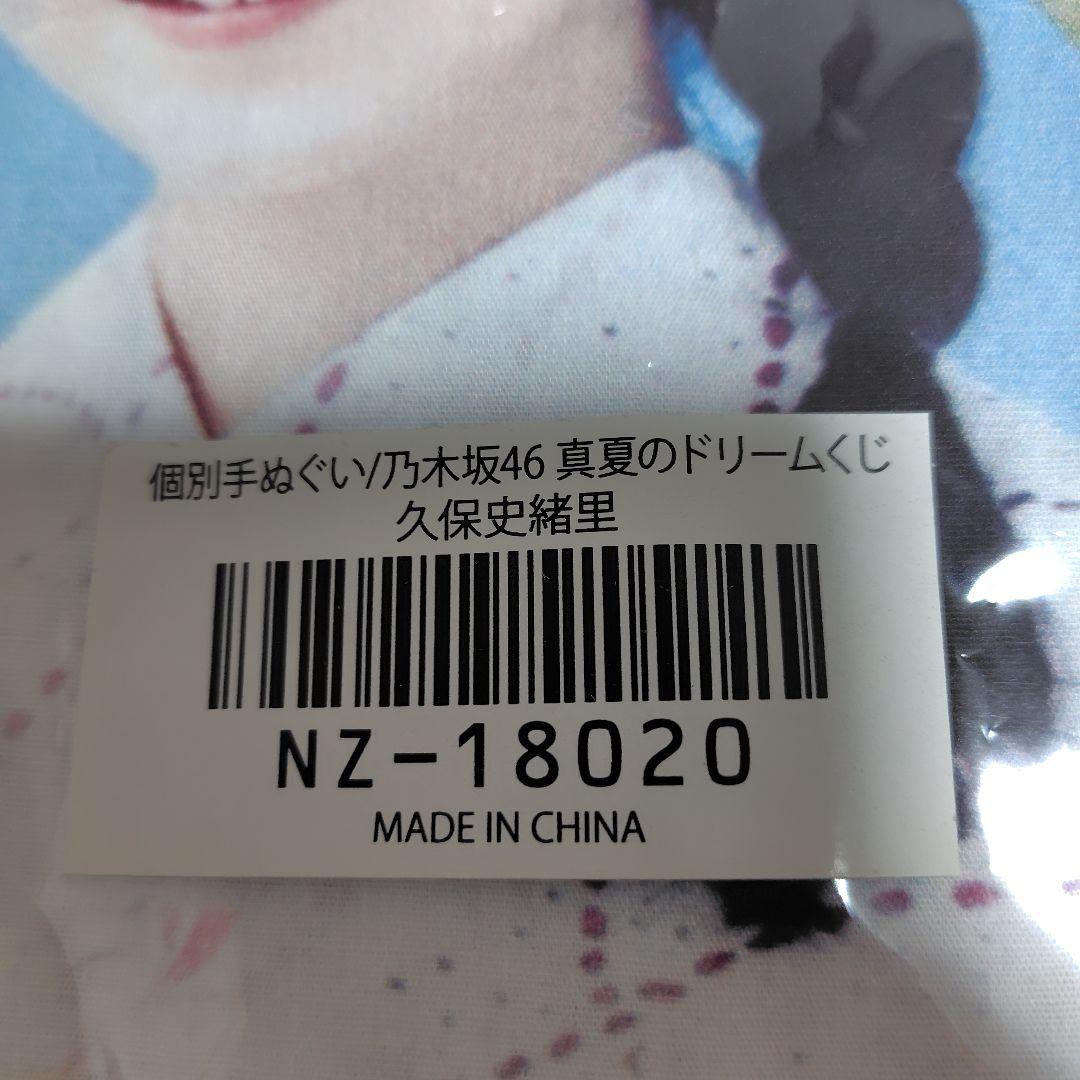 個別手ぬぐい/乃木坂46 真夏のドリームくじ
久保史緒里
NZ-18020
MADE IN CHINA